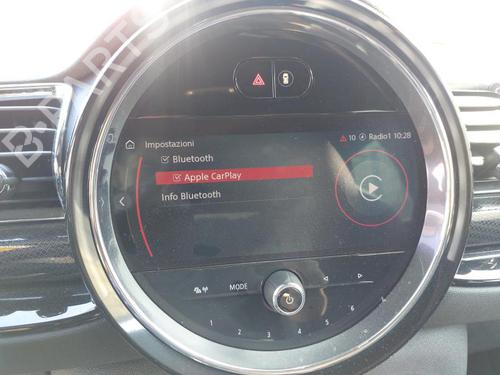 B-PARTS
Impostazioni
10 Radio1 10:28
Bluetooth
Apple CarPlay
Info Bluetooth
MODE
1 2 3 4 5 6